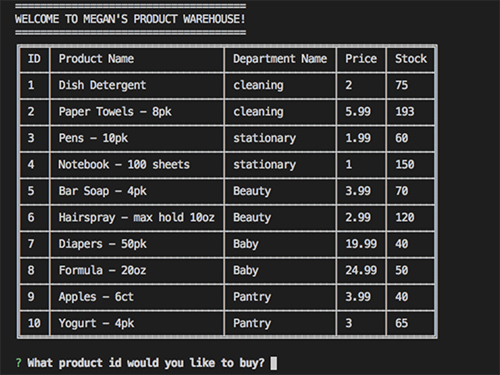 WELCOME TO MEGAN'S PRODUCT WAREHOUSE!
ID Product Name Department Name Price Stock
1 Dish Detergent cleaning 2 75
2 Paper Towels – 8pk cleaning 5.99 193
3 Pens – 10pk stationary 1.99 60
4 Notebook – 100 sheets stationary 1 150
5 Bar Soap – 4pk Beauty 3.99 70
6 Hairspray – max hold 10oz Beauty 2.99 120
7 Diapers – 50pk Baby 19.99 40
8 Formula – 20oz Baby 24.99 50
9 Apples – 6ct Pantry 3.99 40
10 Yogurt – 4pk Pantry 3 65
? What product id would you like to buy?